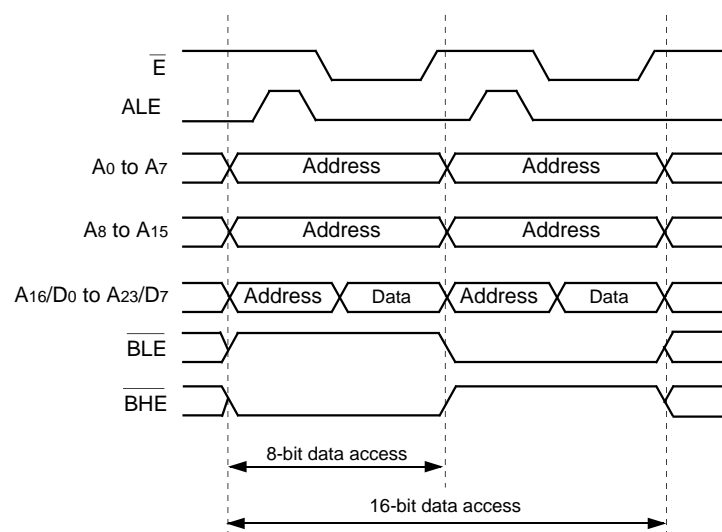 E
ALE
A0 to A7 Address Address
A8 to A15 Address Address
A16/D0 to A23/D7 Address Data Address Data
BLE
BHE
8-bit data access
16-bit data access